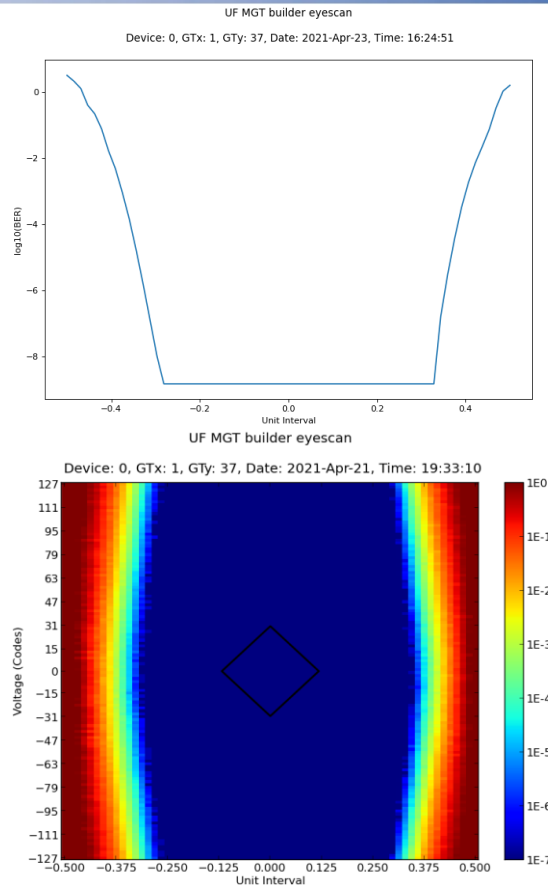 UF MGT builder eyescan
Device: 0, GTx: 1, GTy: 37, Date: 2021-Apr-23, Time: 16:24:51
0
−2
−4
−6
−8
log10(BER)
−0.4 −0.2 0.0 0.2 0.4
Unit Interval
UF MGT builder eyescan
Device: 0, GTx: 1, GTy: 37, Date: 2021-Apr-21, Time: 19:33:10
127
111
95
79
63
47
31
15
0
−15
−31
−47
−63
−79
−95
−111
−127
Voltage (Codes)
−0.500 −0.375 −0.250 −0.125 0.000 0.125 0.250 0.375 0.500
Unit Interval
1E0
1E-1
1E-2
1E-3
1E-4
1E-5
1E-6
1E-7